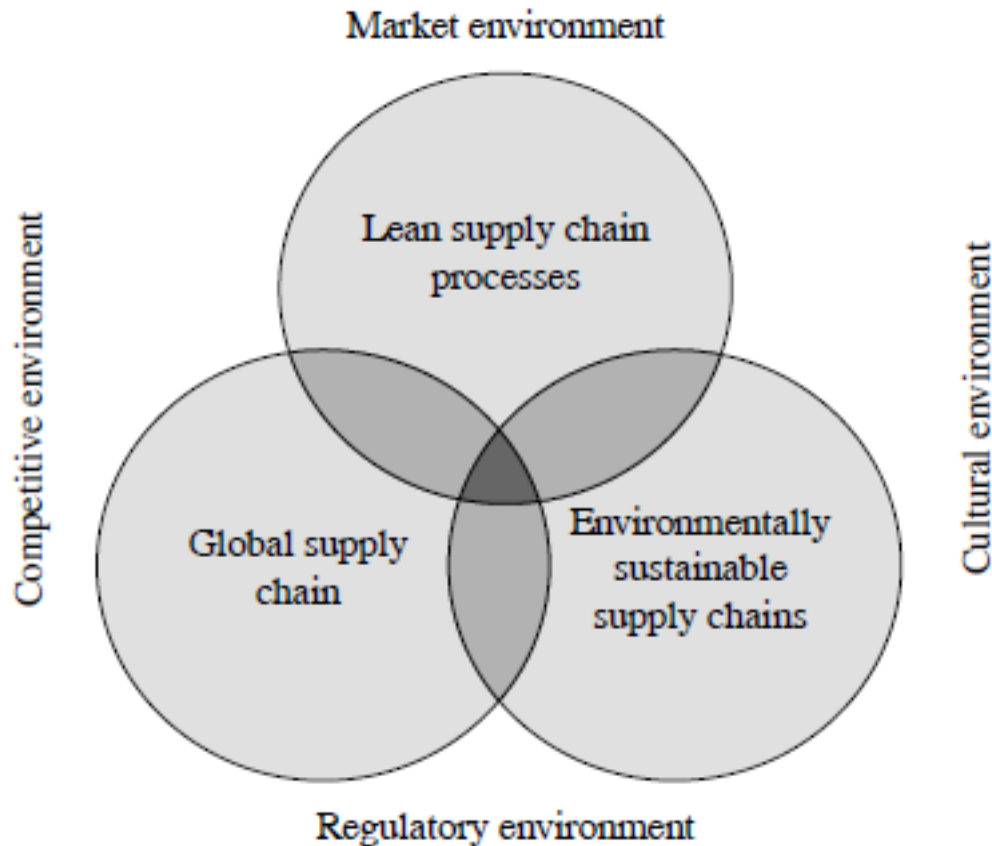 Market environment
Lean supply chain
processes
Competitive environment
Cultural environment
Global supply
chain
Environmentally
sustainable
supply chains
Regulatory environment